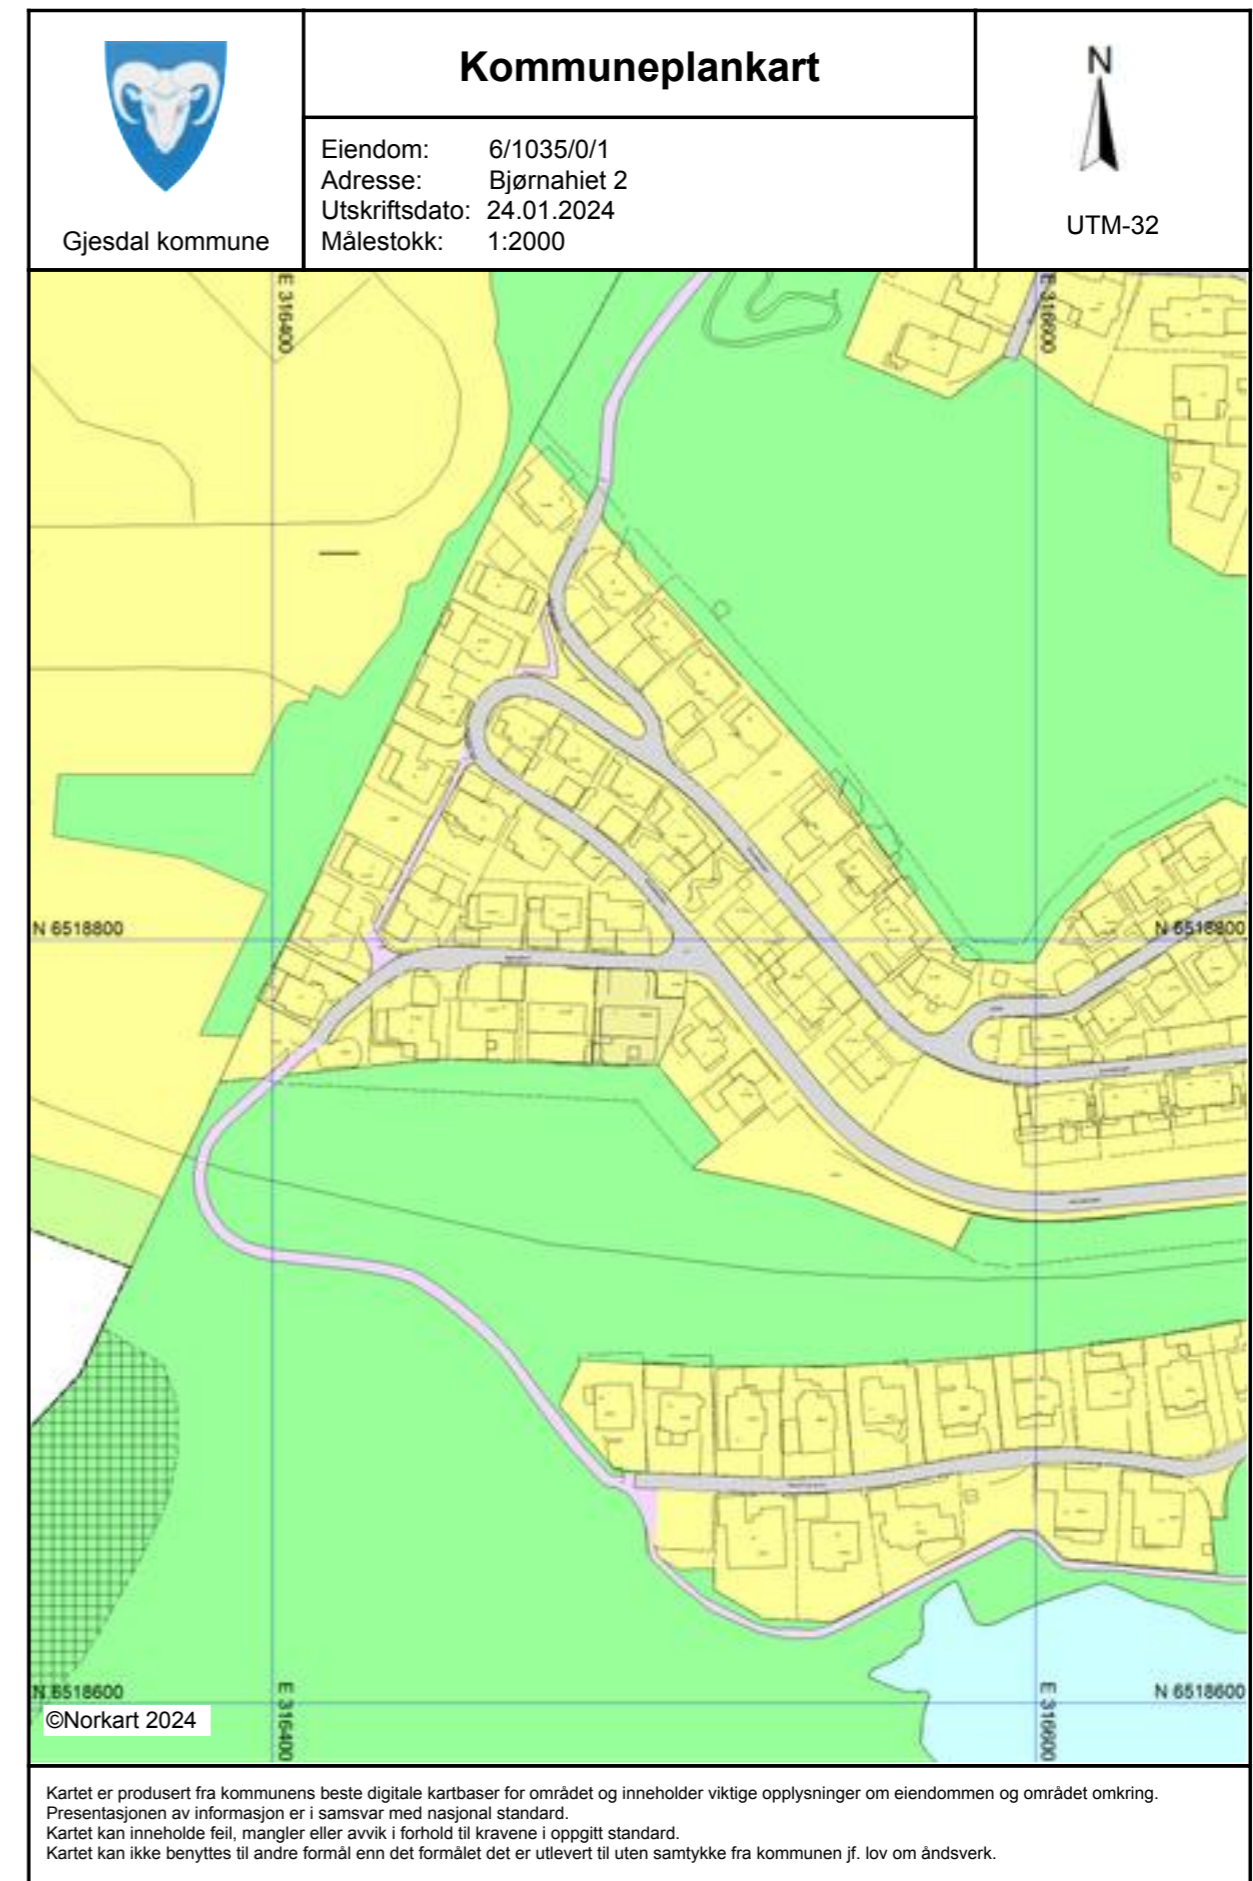 Kommuneplankart
Gjesdal kommune
Eiendom: 6/1035/0/1
Adresse: Bjørnahiet 2
Utskriftsdato: 24.01.2024
Målestokk: 1:2000
N
UTM-32
E 316400
E 316600
N 6518800
N 6518800
N 6518600
N 6518600
E 316400
E 316600
©Norkart 2024
Kartet er produsert fra kommunens beste digitale kartbaser for området og inneholder viktige opplysninger om eiendommen og området omkring.
Presentasjonen av informasjon er i samsvar med nasjonal standard.
Kartet kan inneholde feil, mangler eller avvik i forhold til kravene i oppgitt standard.
Kartet kan ikke benyttes til andre formål enn det formålet det er utlevert til uten samtykke fra kommunen jf. lov om åndsverk.